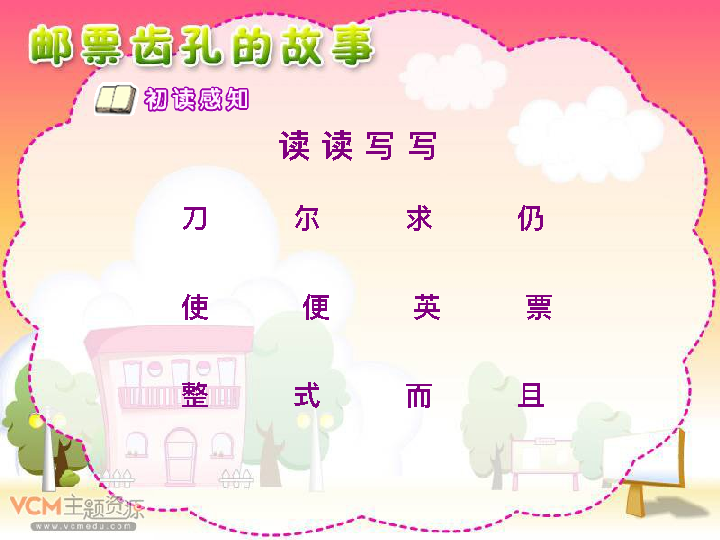 邮票齿孔的故事
初读感知
读读写写
刀 尔 求 仍
使 便 英 票
整 式 而 且
VCM主题资源
www.vcmedu.com